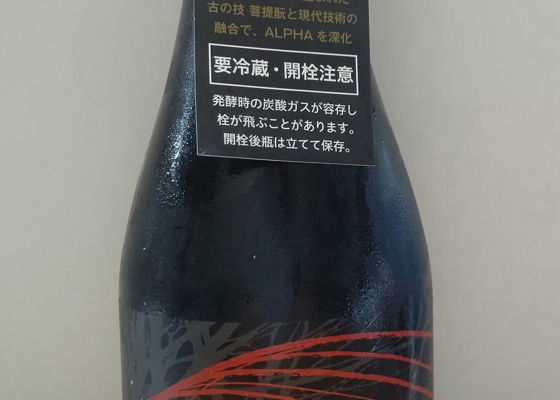 古の技 菩提酛と現代技術の
融合で、ALPHA を深化
要冷蔵・開栓注意
発酵時の炭酸ガスが容存し
栓が飛ぶことがあります。
開栓後瓶は立てて保存。